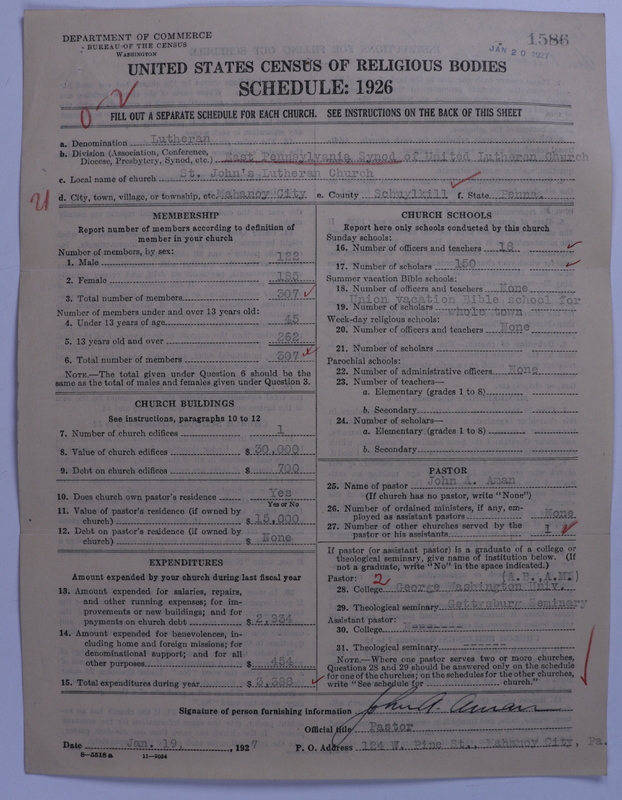 DEPARTMENT OF COMMERCE
BUREAU OF THE CENSUS
WASHINGTON
JAN 20 1927
1586
UNITED STATES CENSUS OF RELIGIOUS BODIES
SCHEDULE: 1926
0-2
FILL OUT A SEPARATE SCHEDULE FOR EACH CHURCH. SEE INSTRUCTIONS ON THE BACK OF THIS SHEET
a. Denomination Lutheran
b. Division (Association, Conference, Diocese, Presbytery, Synod, etc.) East Pennsylvania Synod of United Lutheran Church
c. Local name of church St. John's Lutheran Church
d. City, town, village, or township, etc. Mahanoy City e. County Schuylkill f. State Penna.
MEMBERSHIP
Report number of members according to definition of
member in your church
Number of members, by sex:
1. Male 122
2. Female 185
3. Total number of members 307
Number of members under and over 13 years old:
4. Under 13 years of age 45
5. 13 years old and over 262
6. Total number of members 307
NOTE.—The total given under Question 6 should be the
same as the total of males and females given under Question 3.
CHURCH BUILDINGS
See instructions, paragraphs 10 to 12
7. Number of church edifices 1
8. Value of church edifices $ 30,000
9. Debt on church edifices $ 700
10. Does church own pastor's residence Yes
Yes or No
11. Value of pastor's residence (if owned by
church) $ 15,000
12. Debt on pastor's residence (if owned by
church) $ None
EXPENDITURES
Amount expended by your church during last fiscal year
13. Amount expended for salaries, repairs,
and other running expenses; for im-
provements or new buildings; and for
payments on church debt $ 2,934
14. Amount expended for benevolences, in-
cluding home and foreign missions; for
denominational support; and for all
other purposes $ 454
15. Total expenditures during year $ 3,388
CHURCH SCHOOLS
Report here only schools conducted by this church
Sunday schools:
16. Number of officers and teachers 18
17. Number of scholars 150
Summer vacation Bible schools:
18. Number of officers and teachers None
Union vacation Bible school for
19. Number of scholars whole town
Week-day religious schools:
20. Number of officers and teachers None
21. Number of scholars
Parochial schools:
22. Number of administrative officers None
23. Number of teachers—
a. Elementary (grades 1 to 8)
b. Secondary
24. Number of scholars—
a. Elementary (grades 1 to 8)
b. Secondary
PASTOR
25. Name of pastor John A. Aman
(If church has no pastor, write "None")
26. Number of ordained ministers, if any, em-
ployed as assistant pastors None
27. Number of other churches served by the
pastor or his assistants 1
If pastor (or assistant pastor) is a graduate of a college or
theological seminary, give name of institution below. (If
not a graduate, write "No" in the space indicated.)
Pastor: 2 (A.B.,A.M.)
28. College George Washington Univ.
29. Theological seminary Gettysburg Seminary
Assistant pastor:
30. College None----
31. Theological seminary ------
NOTE.—Where one pastor serves two or more churches,
Questions 28 and 29 should be answered only on the schedule
for one of the churches; on the schedules for the other churches,
write "See schedule for church."
Signature of person furnishing information John A. Aman
Official title Pastor
Date Jan. 19, 1927 P. O. Address 124 W. Pine St., Mahanoy City, Pa.
8—5518 a